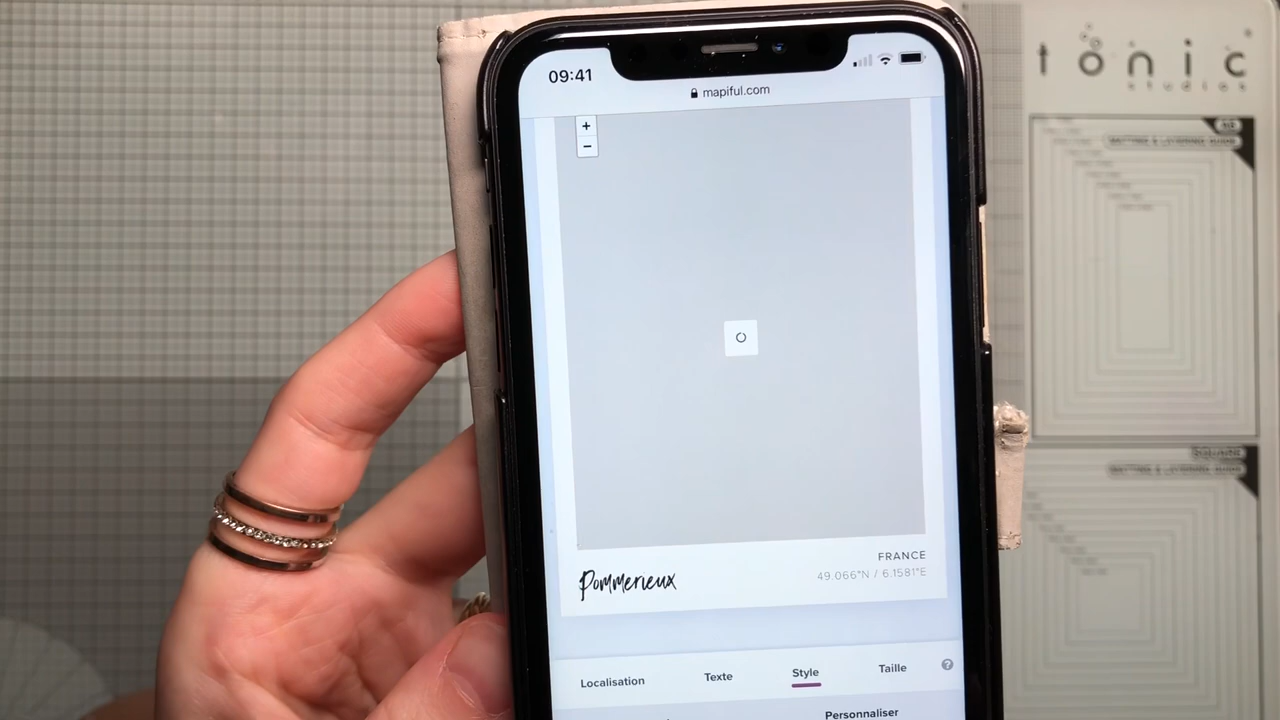 09:41
mapiful.com
+
−
FRANCE
49.066°N / 6.1581°E
Pommerieux
Localisation
Texte
Style
Taille
?
Personnaliser
tonic
studios